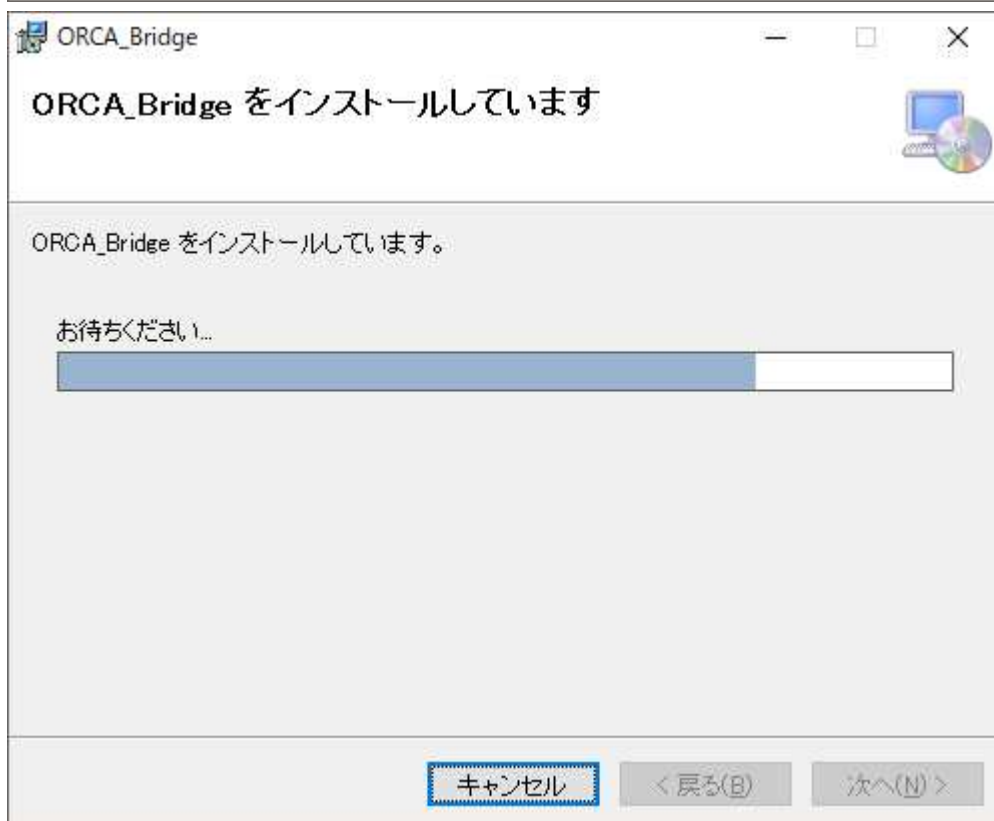 ORCA_Bridge
ORCA_Bridge をインストールしています
ORCA_Bridge をインストールしています。
お待ちください...
キャンセル
< 戻る(B)
次へ(N) >